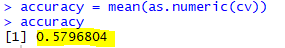 > accuracy = mean(as.numeric(cv))
> accuracy
[1] 0.5796804